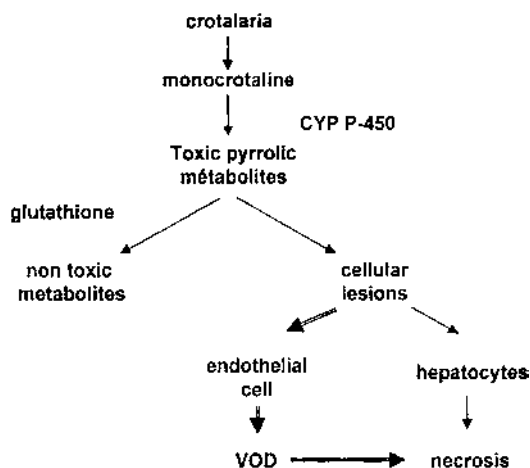 crotalaria
monocrotaline
CYP P-450
Toxic pyrrolic
métabolites
glutathione
non toxic
metabolites
cellular
lesions
endothelial
cell
hepatocytes
VOD
necrosis